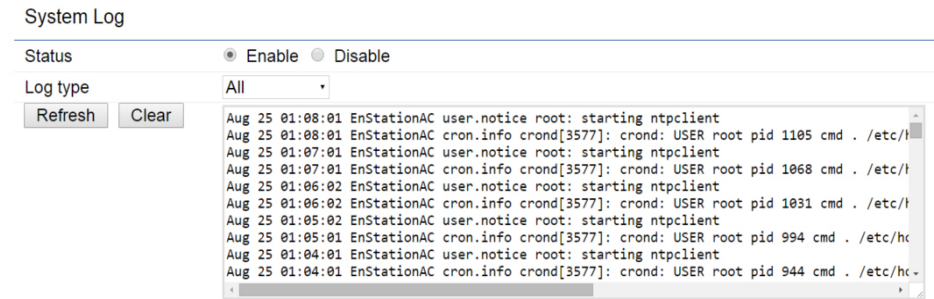 System Log
Status Enable Disable
Log type All
Refresh Clear
Aug 25 01:08:01 EnStationAC user.notice root: starting ntpclient
Aug 25 01:08:01 EnStationAC cron.info crond[3577]: crond: USER root pid 1105 cmd . /etc/
Aug 25 01:07:01 EnStationAC user.notice root: starting ntpclient
Aug 25 01:07:01 EnStationAC cron.info crond[3577]: crond: USER root pid 1068 cmd . /etc/
Aug 25 01:06:02 EnStationAC user.notice root: starting ntpclient
Aug 25 01:06:02 EnStationAC cron.info crond[3577]: crond: USER root pid 1031 cmd . /etc/
Aug 25 01:05:02 EnStationAC user.notice root: starting ntpclient
Aug 25 01:05:01 EnStationAC cron.info crond[3577]: crond: USER root pid 994 cmd . /etc/ho
Aug 25 01:04:01 EnStationAC user.notice root: starting ntpclient
Aug 25 01:04:01 EnStationAC cron.info crond[3577]: crond: USER root pid 944 cmd . /etc/ho